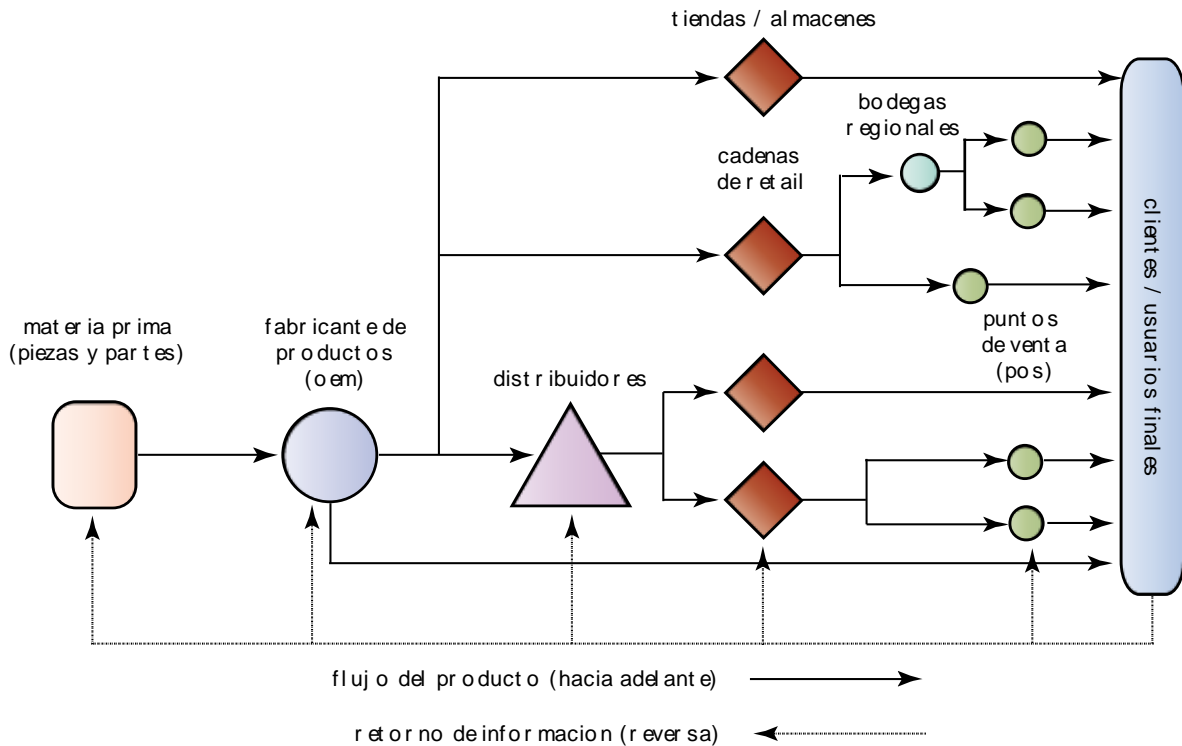 tiendas / almacenes
bodegas
regionales
cadenas
de retail
materia prima
(piezas y partes)
fabricante de
productos
(oem)
distribuidores
puntos
de venta
(pos)
clientes / usuarios finales
flujo del producto (hacia adelante)
retorno de informacion (reversa)